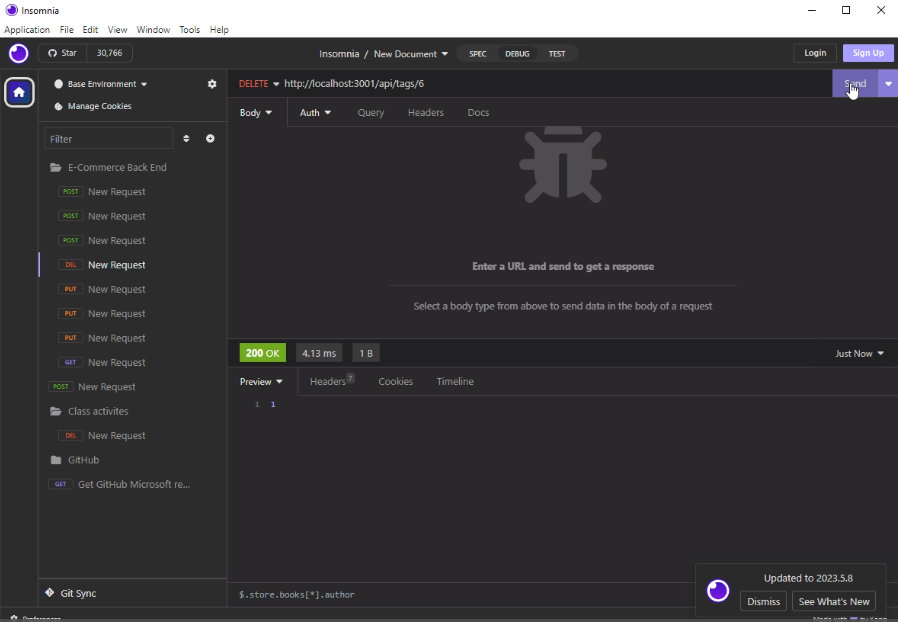 Insomnia
Application File Edit View Window Tools Help
Star 30,766 Insomnia / New Document SPEC DEBUG TEST Login Sign Up
Base Environment
Manage Cookies
DELETE http://localhost:3001/api/tags/6 Send
Body Auth Query Headers Docs
Filter
E-Commerce Back End
POST New Request
POST New Request
POST New Request
DEL New Request
PUT New Request
PUT New Request
PUT New Request
GET New Request
POST New Request
Class activites
DEL New Request
GitHub
GET Get GitHub Microsoft re...
Enter a URL and send to get a response
Select a body type from above to send data in the body of a request
200 OK 4.13 ms 1 B Just Now
Preview Headers 7 Cookies Timeline
1 1
$.store.books[*].author
Git Sync
Updated to 2023.5.8
Dismiss See What's New
Preferences
Made with by Kong